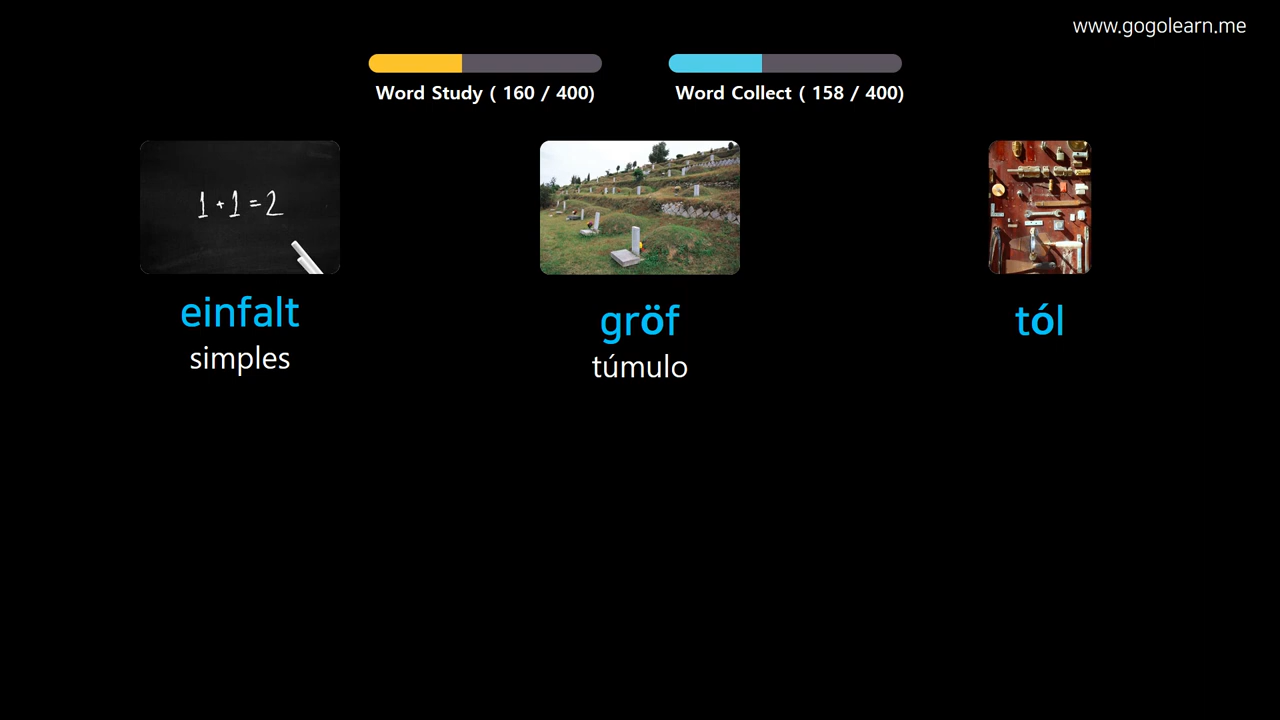 www.gogolearn.me
Word Study ( 160 / 400)
Word Collect ( 158 / 400)
1 + 1 = 2
einfalt
simples
gröf
túmulo
tól